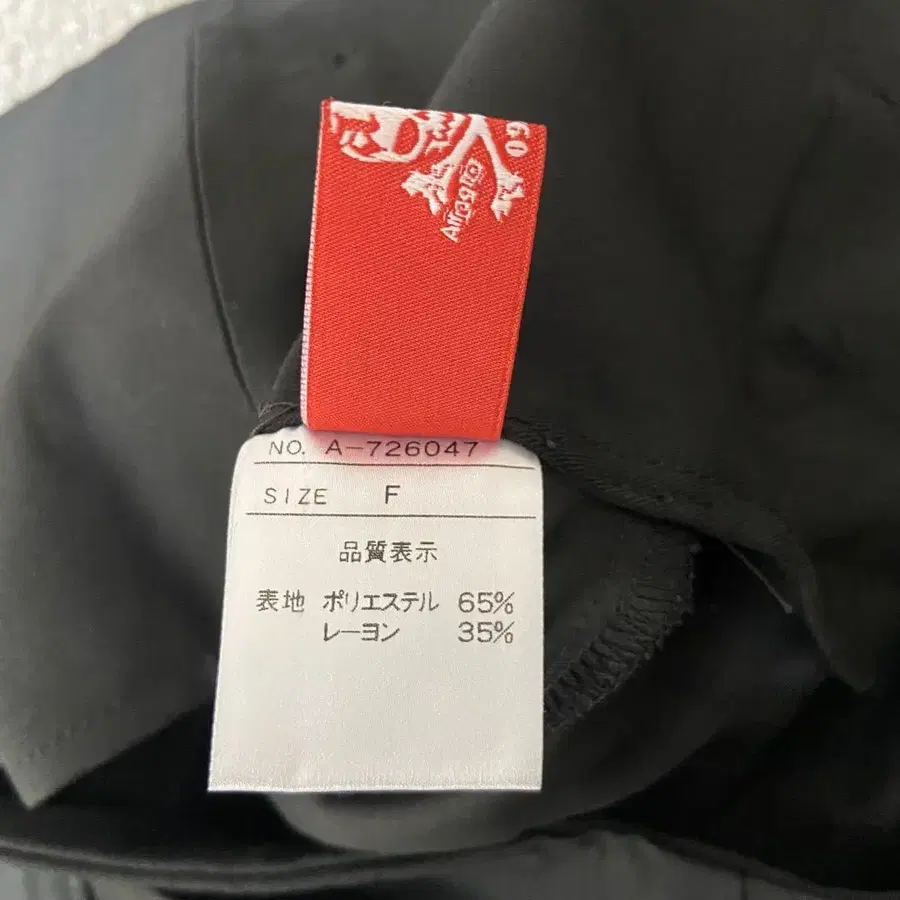 NO. A-726047
SIZE F
品質表示
表地 ポリエステル 65%
レーヨン 35%